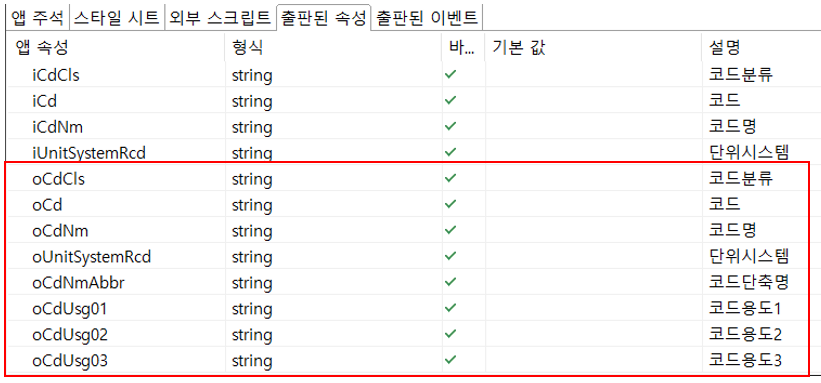 앱 주석 스타일 시트 외부 스크립트 출판된 속성 출판된 이벤트
앱 속성 형식 바... 기본 값 설명
iCdCls string 코드분류
iCd string 코드
iCdNm string 코드명
iUnitSystemRcd string 단위시스템
oCdCls string 코드분류
oCd string 코드
oCdNm string 코드명
oUnitSystemRcd string 단위시스템
oCdNmAbbr string 코드단축명
oCdUsg01 string 코드용도1
oCdUsg02 string 코드용도2
oCdUsg03 string 코드용도3